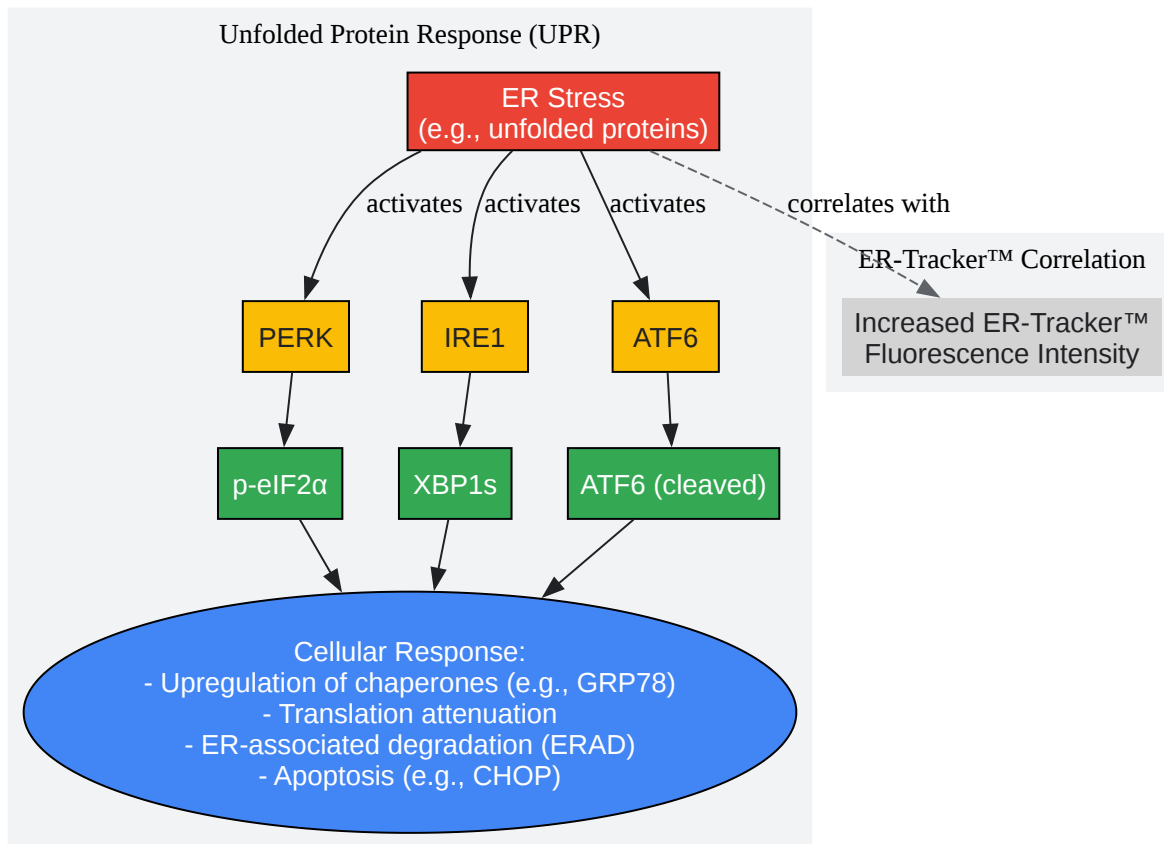 Unfolded Protein Response (UPR)
ER Stress
(e.g., unfolded proteins)
activates
activates
activates
correlates with
ER-Tracker™ Correlation
Increased ER-Tracker™
Fluorescence Intensity
PERK
IRE1
ATF6
p-eIF2α
XBP1s
ATF6 (cleaved)
Cellular Response:
- Upregulation of chaperones (e.g., GRP78)
- Translation attenuation
- ER-associated degradation (ERAD)
- Apoptosis (e.g., CHOP)